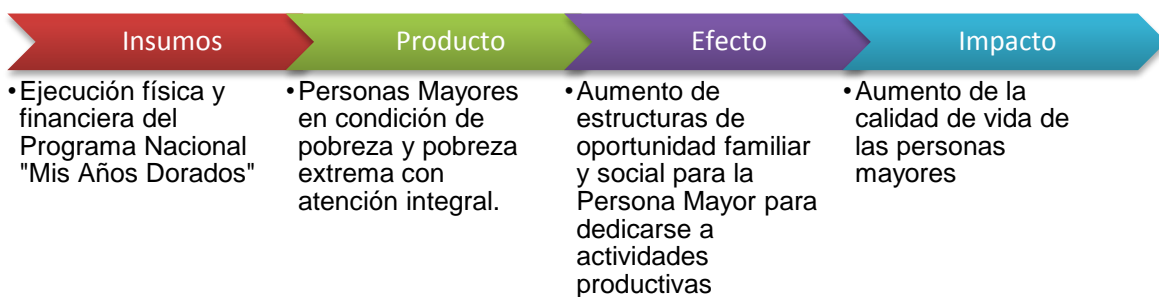 Insumos
•Ejecución física y
financiera del
Programa Nacional
"Mis Años Dorados"
Producto
•Personas Mayores
en condición de
pobreza y pobreza
extrema con
atención integral.
Efecto
•Aumento de
estructuras de
oportunidad familiar
y social para la
Persona Mayor para
dedicarse a
actividades
productivas
Impacto
•Aumento de la
calidad de vida de
las personas
mayores